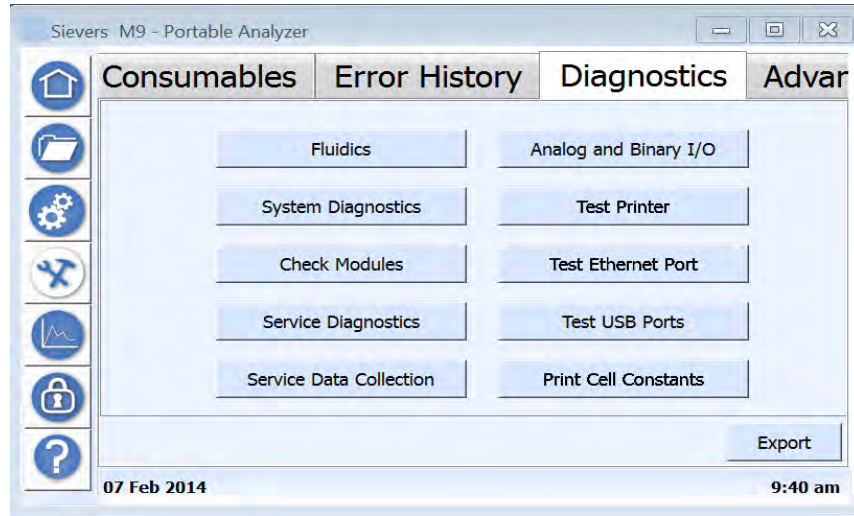 Sievers M9 - Portable Analyzer
Consumables Error History Diagnostics Advar
Fluidics Analog and Binary I/O
System Diagnostics Test Printer
Check Modules Test Ethernet Port
Service Diagnostics Test USB Ports
Service Data Collection Print Cell Constants
?
Export
07 Feb 2014 9:40 am